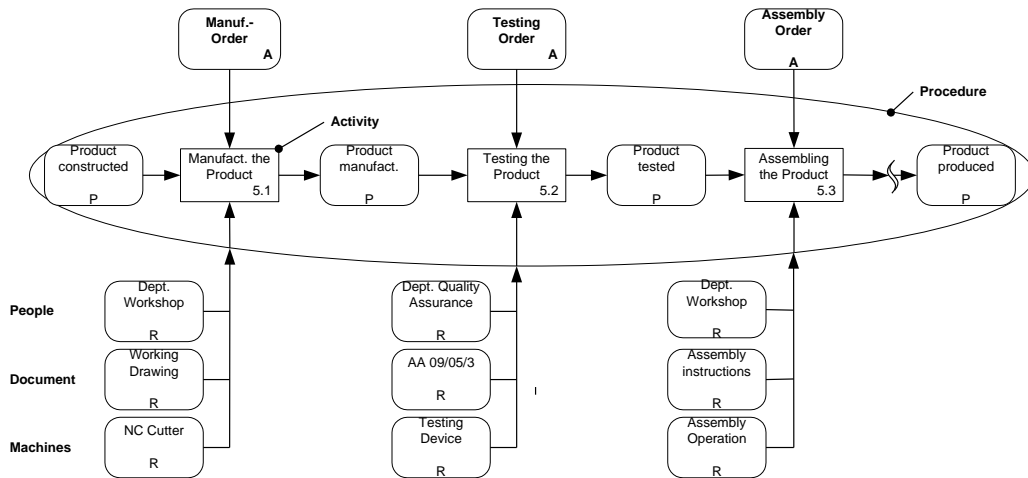 Manuf.-
Order
A
Testing
Order
A
Assembly
Order
A
Procedure
Activity
Product
constructed
P
Manufact. the
Product
5.1
Product
manufact.
P
Testing the
Product
5.2
Product
tested
P
Assembling
the Product
5.3
Product
produced
P
People
Dept.
Workshop
R
Dept. Quality
Assurance
R
Dept.
Workshop
R
Document
Working
Drawing
R
AA 09/05/3
R
Assembly
instructions
R
Machines
NC Cutter
R
Testing
Device
R
Assembly
Operation
R